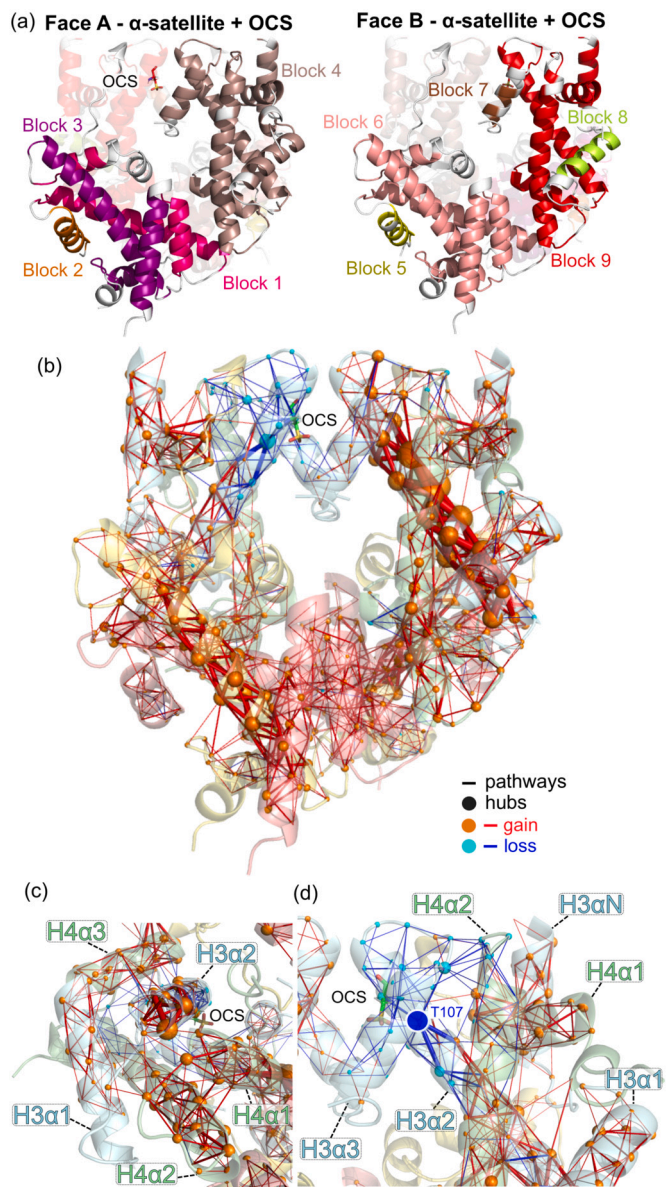 (a)
Face A - α-satellite + OCS
Face B - α-satellite + OCS
OCS
Block 4
Block 3
Block 2
Block 1
Block 7
Block 6
Block 8
Block 5
Block 9
(b)
OCS
pathways
hubs
gain
loss
(c)
H4α3
H3α2
OCS
H3α1
H4α1
H4α2
(d)
H4α2
H3αN
H4α1
OCS
T107
H3α1
H3α2
H3α3